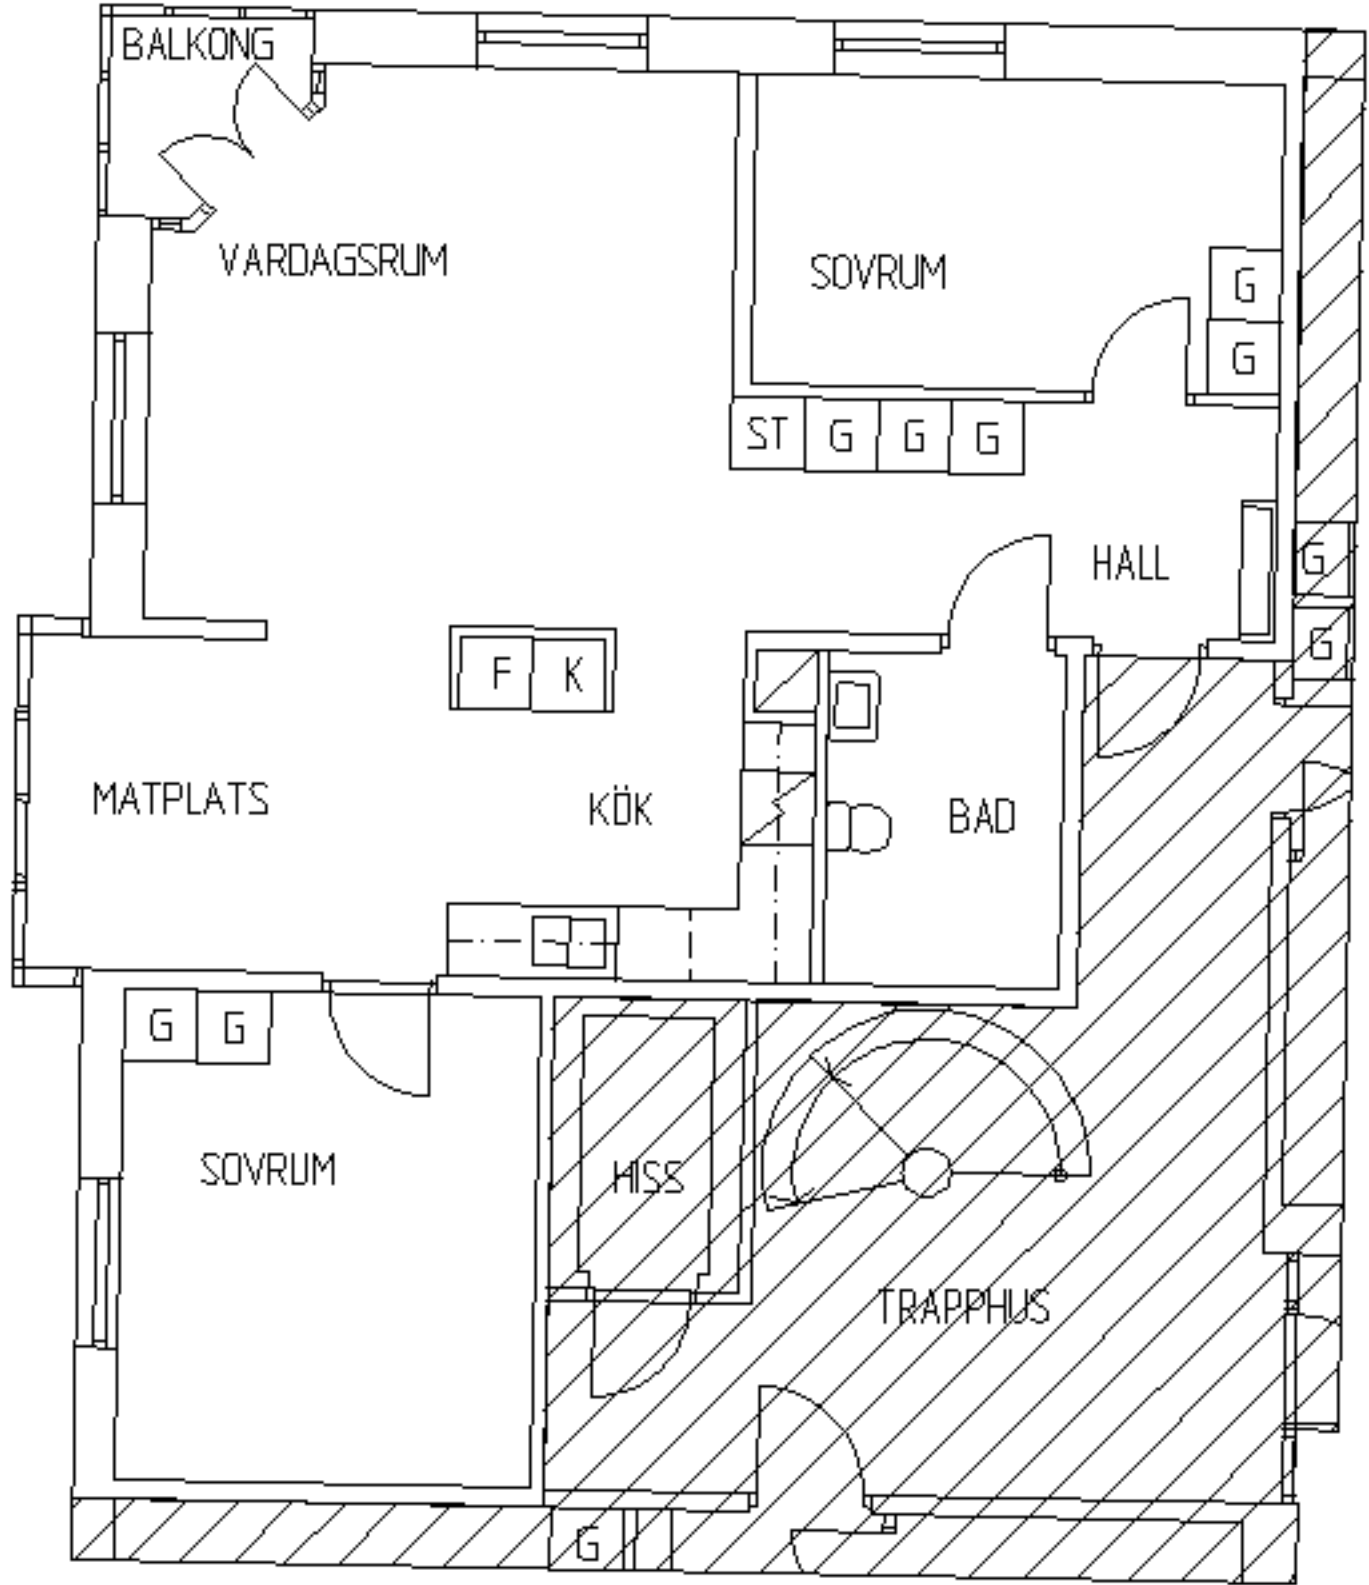 BALKONG
VARDAGSRUM
SOVRUM
G
G
ST G G G
HALL
G
G
F K
MATPLATS
KÖK
BAD
G G
SOVRUM
HISS
TRAPPHUS
G